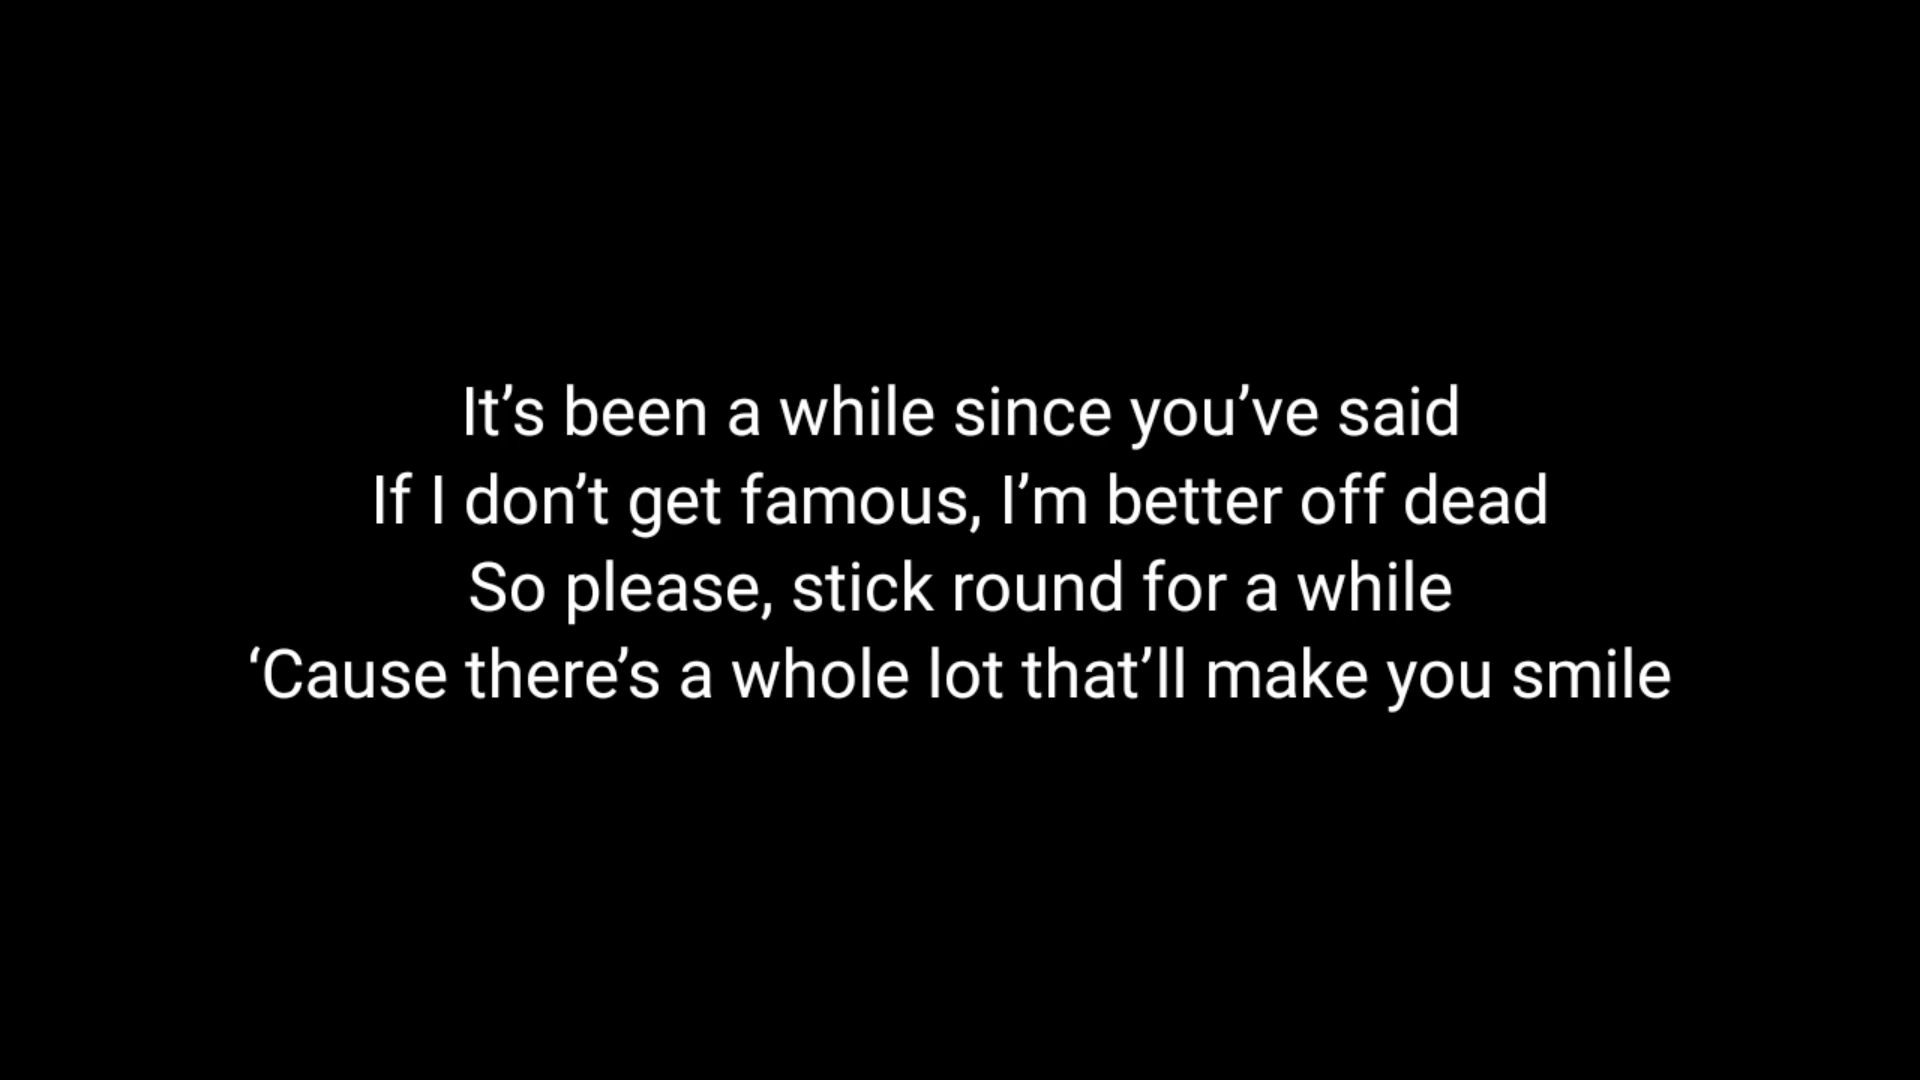 It’s been a while since you’ve said
If I don’t get famous, I’m better off dead
So please, stick round for a while
‘Cause there’s a whole lot that’ll make you smile